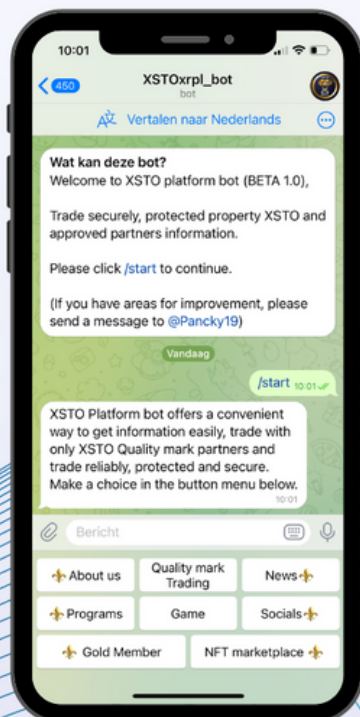 10:01
450
XSTOxrpl_bot
bot
Vertalen naar Nederlands
Wat kan deze bot?
Welcome to XSTO platform bot (BETA 1.0),
Trade securely, protected property XSTO and
approved partners information.
Please click /start to continue.
(If you have areas for improvement, please
send a message to @Pancky19)
Vandaag
/start 10:01
XSTO Platform bot offers a convenient
way to get information easily, trade with
only XSTO Quality mark partners and
trade reliably, protected and secure.
Make a choice in the button menu below.
10:01
Bericht
About us
Quality mark
Trading
News
Programs
Game
Socials
Gold Member
NFT marketplace